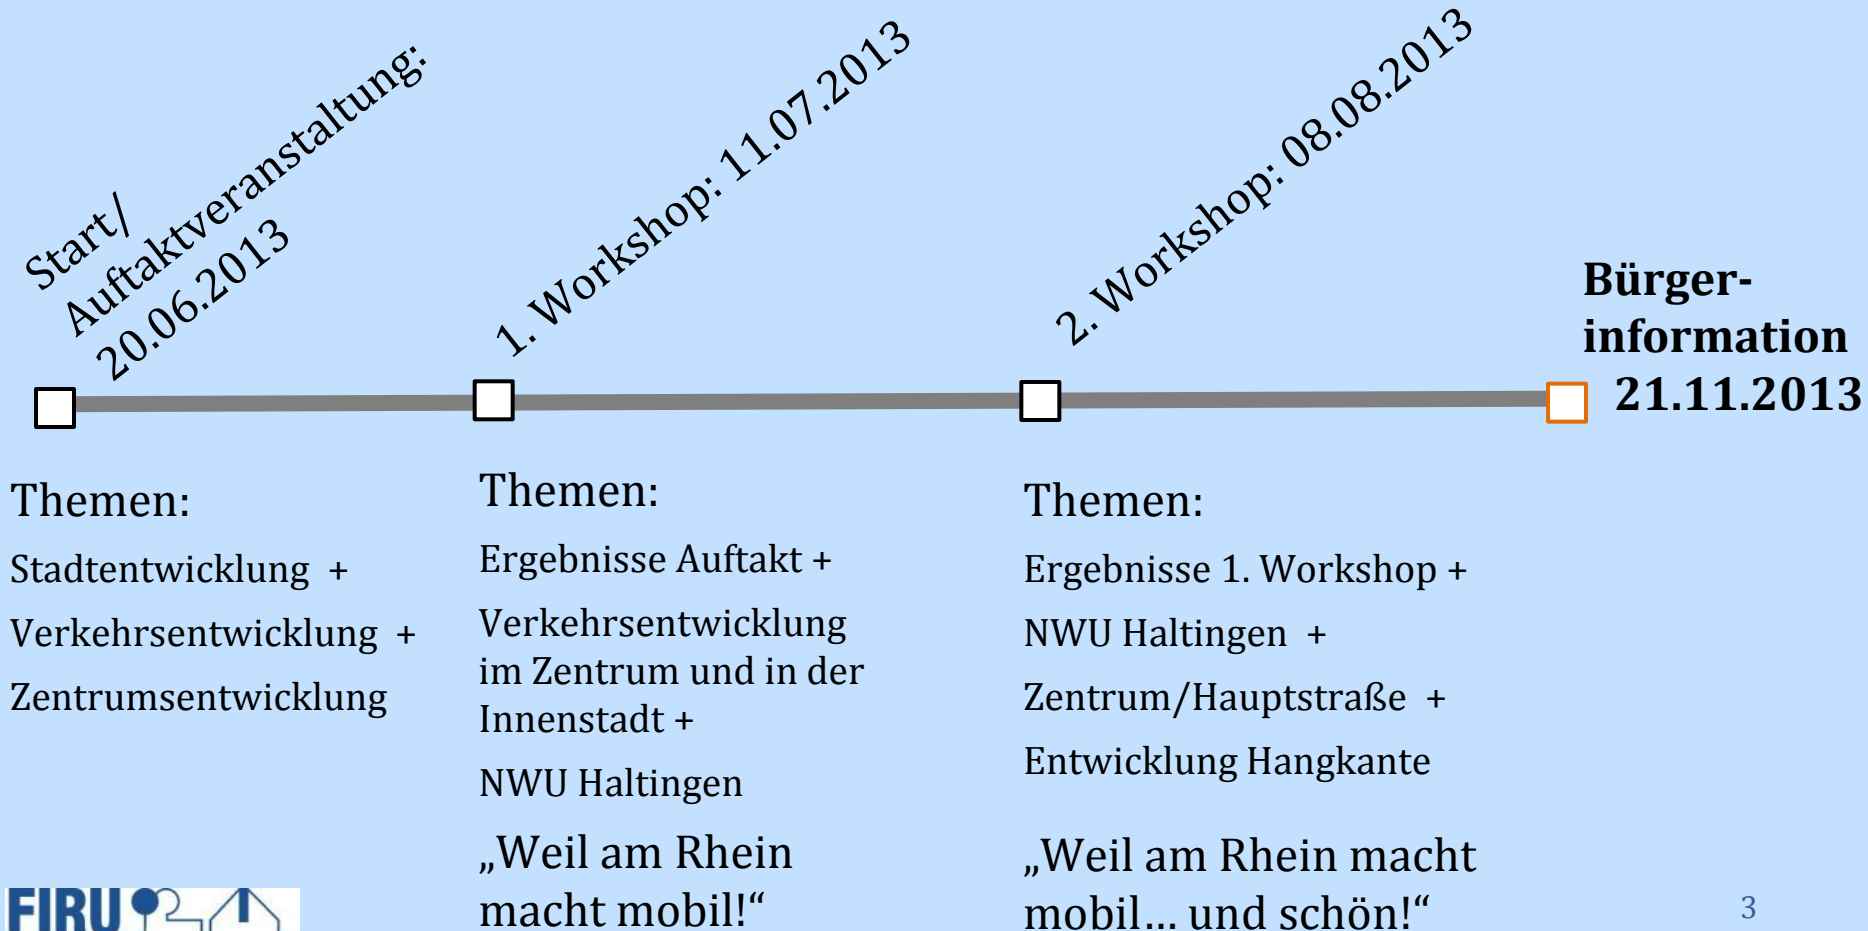 Start/
Auftaktveranstaltung:
20.06.2013
1. Workshop: 11.07.2013
2. Workshop: 08.08.2013
Bürger-
information
21.11.2013
Themen:
Stadtentwicklung +
Verkehrsentwicklung +
Zentrumsentwicklung
Themen:
Ergebnisse Auftakt +
Verkehrsentwicklung
im Zentrum und in der
Innenstadt +
NWU Haltingen
„Weil am Rhein
macht mobil!“
Themen:
Ergebnisse 1. Workshop +
NWU Haltingen +
Zentrum/Hauptstraße +
Entwicklung Hangkante
„Weil am Rhein macht
mobil… und schön!“
FIRU
3